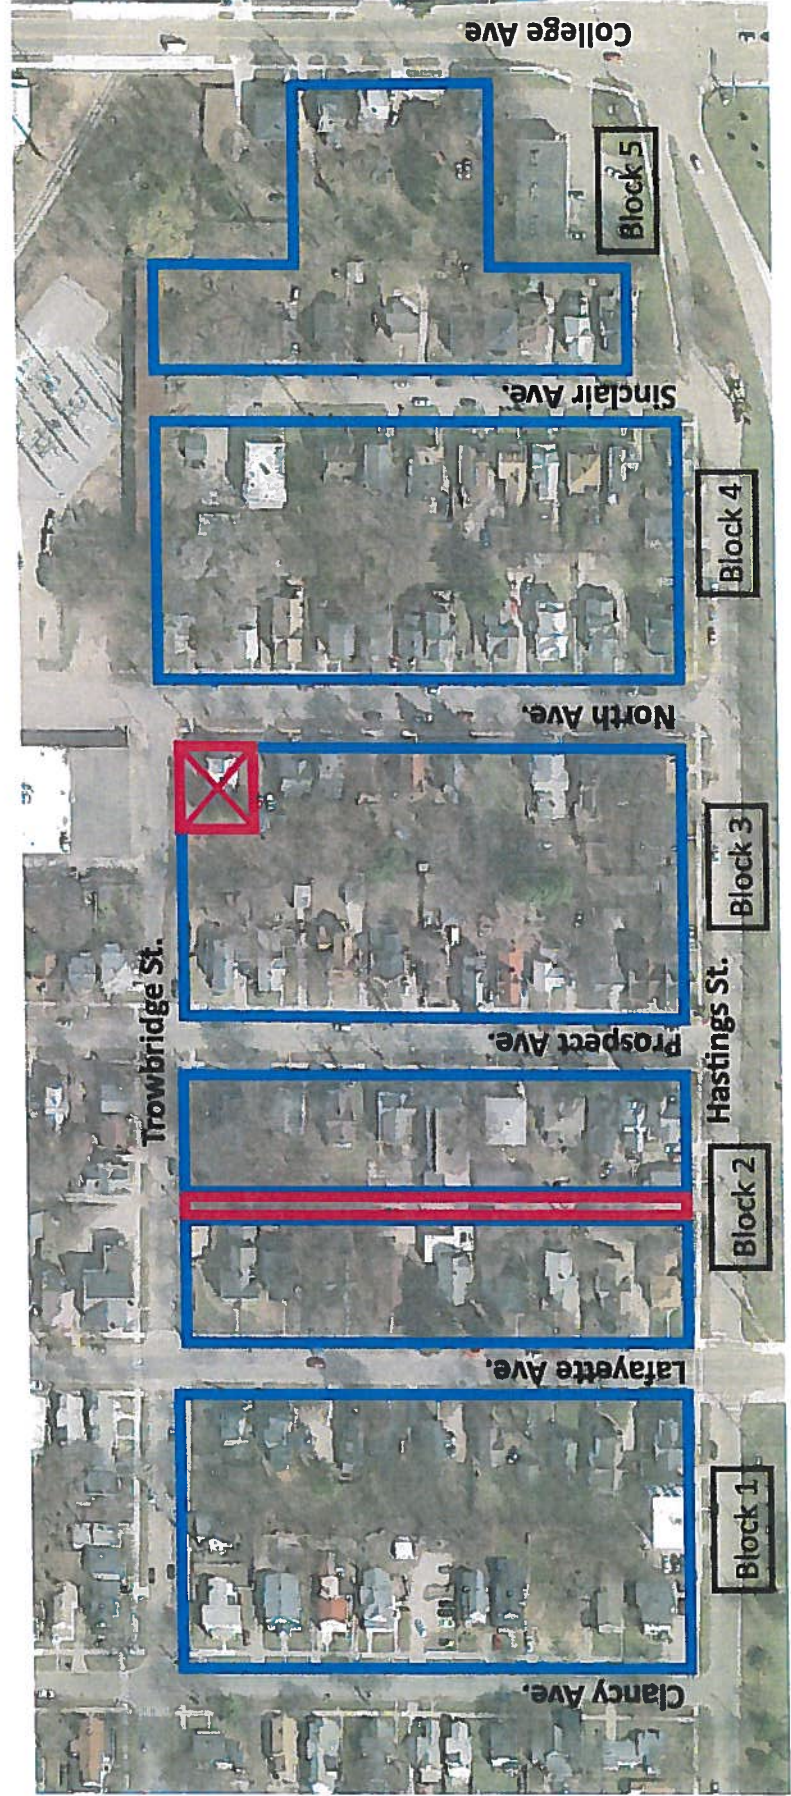 College Ave
Block 5
Sinclair Ave.
Block 4
North Ave.
Block 3
Trowbridge St.
Prospect Ave.
Hastings St.
Block 2
Lafayette Ave.
Block 1
Clancy Ave.